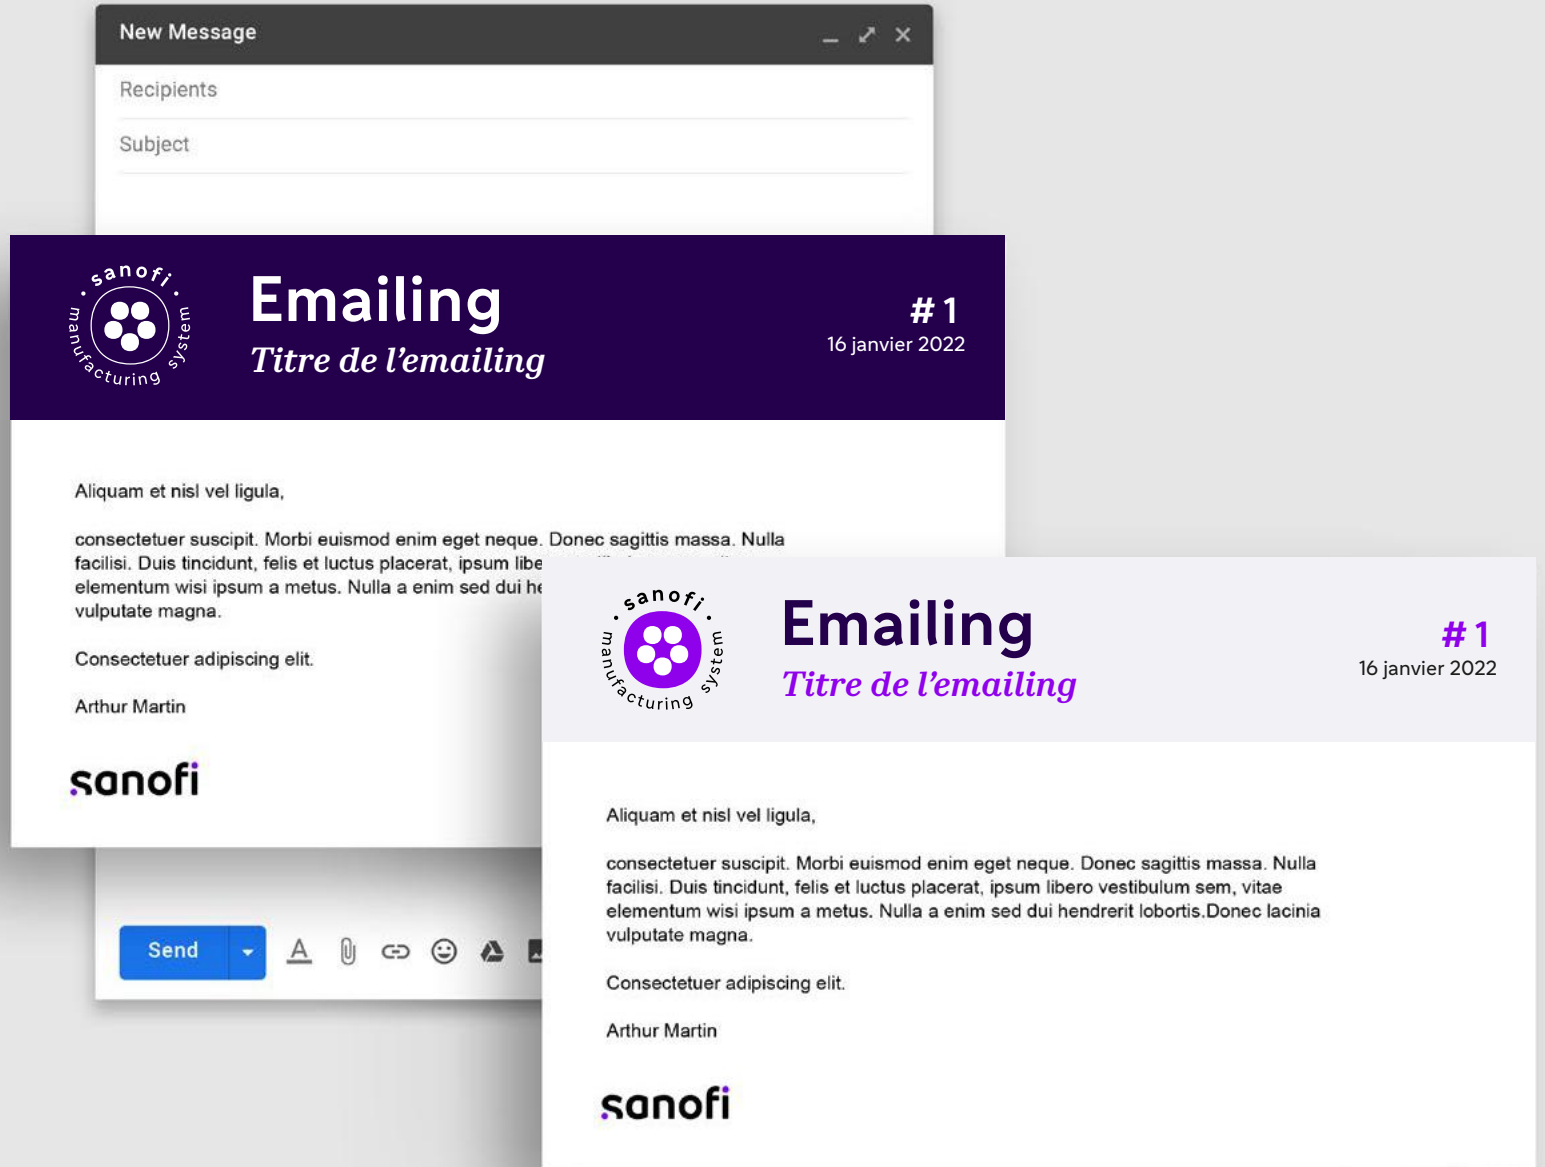 New Message
Recipients
Subject
sanofi
manufacturing system
Emailing
Titre de l’emailing
# 1
16 janvier 2022
Aliquam et nisl vel ligula,
consectetuer suscipit. Morbi euismod enim eget neque. Donec sagittis massa. Nulla
facilisi. Duis tincidunt, felis et luctus placerat, ipsum libe
elementum wisi ipsum a metus. Nulla a enim sed dui he
vulputate magna.
Consectetuer adipiscing elit.
Arthur Martin
sanofi
Send
A
sanofi
manufacturing system
Emailing
Titre de l’emailing
# 1
16 janvier 2022
Aliquam et nisl vel ligula,
consectetuer suscipit. Morbi euismod enim eget neque. Donec sagittis massa. Nulla
facilisi. Duis tincidunt, felis et luctus placerat, ipsum libero vestibulum sem, vitae
elementum wisi ipsum a metus. Nulla a enim sed dui hendrerit lobortis.Donec lacinia
vulputate magna.
Consectetuer adipiscing elit.
Arthur Martin
sanofi